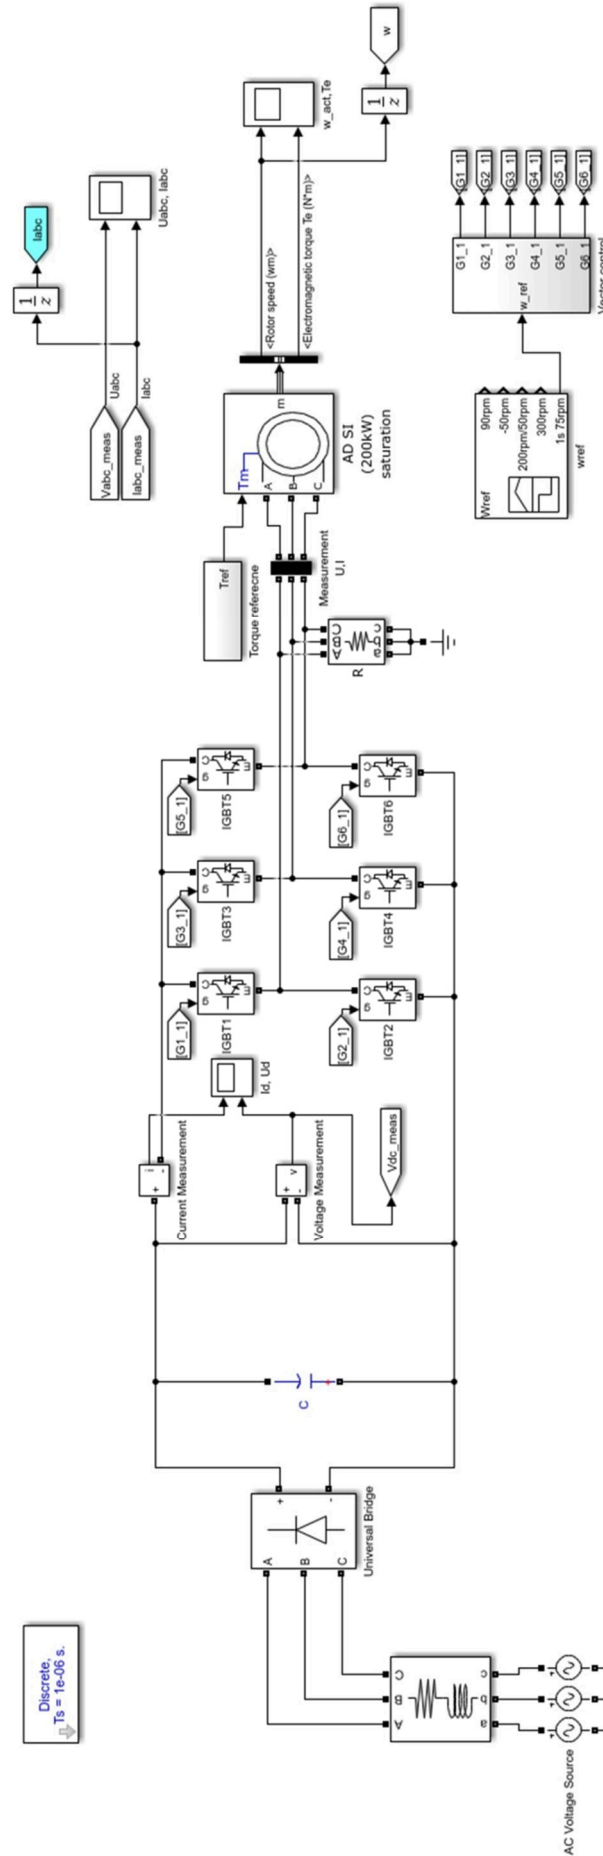 Discrete,
Ts = 1e-06 s.
AC Voltage Source
a
b
c
A
B
C
A
B
C
+
-
Universal Bridge
C
+
+
-
i
Current Measurement
+
-
v
Voltage Measurement
Id, Ud
Vdc_meas
[G1_1]
g
C
E
IGBT1
[G3_1]
g
C
E
IGBT3
[G5_1]
g
C
E
IGBT5
[G2_1]
g
C
E
IGBT2
[G4_1]
g
C
E
IGBT4
[G6_1]
g
C
E
IGBT6
A
B
C
a
b
c
R
Tref
Torque referecne
Measurement
U,I
Tm
A
B
C
m
AD SI
(200kW)
saturation
Vabc_meas
Iabc_meas
Uabc
Iabc
1
z
Iabc
Uabc, Iabc
<Rotor speed (wm)>
<Electromagnetic torque Te (N*m)>
w_act,Te
1
z
w
Wref
90rpm
-50rpm
200rpm/50rpm
300rpm
1s 75rpm
wref
w_ref
G1_1
G2_1
G3_1
G4_1
G5_1
G6_1
[G1_1]
[G2_1]
[G3_1]
[G4_1]
[G5_1]
[G6_1]